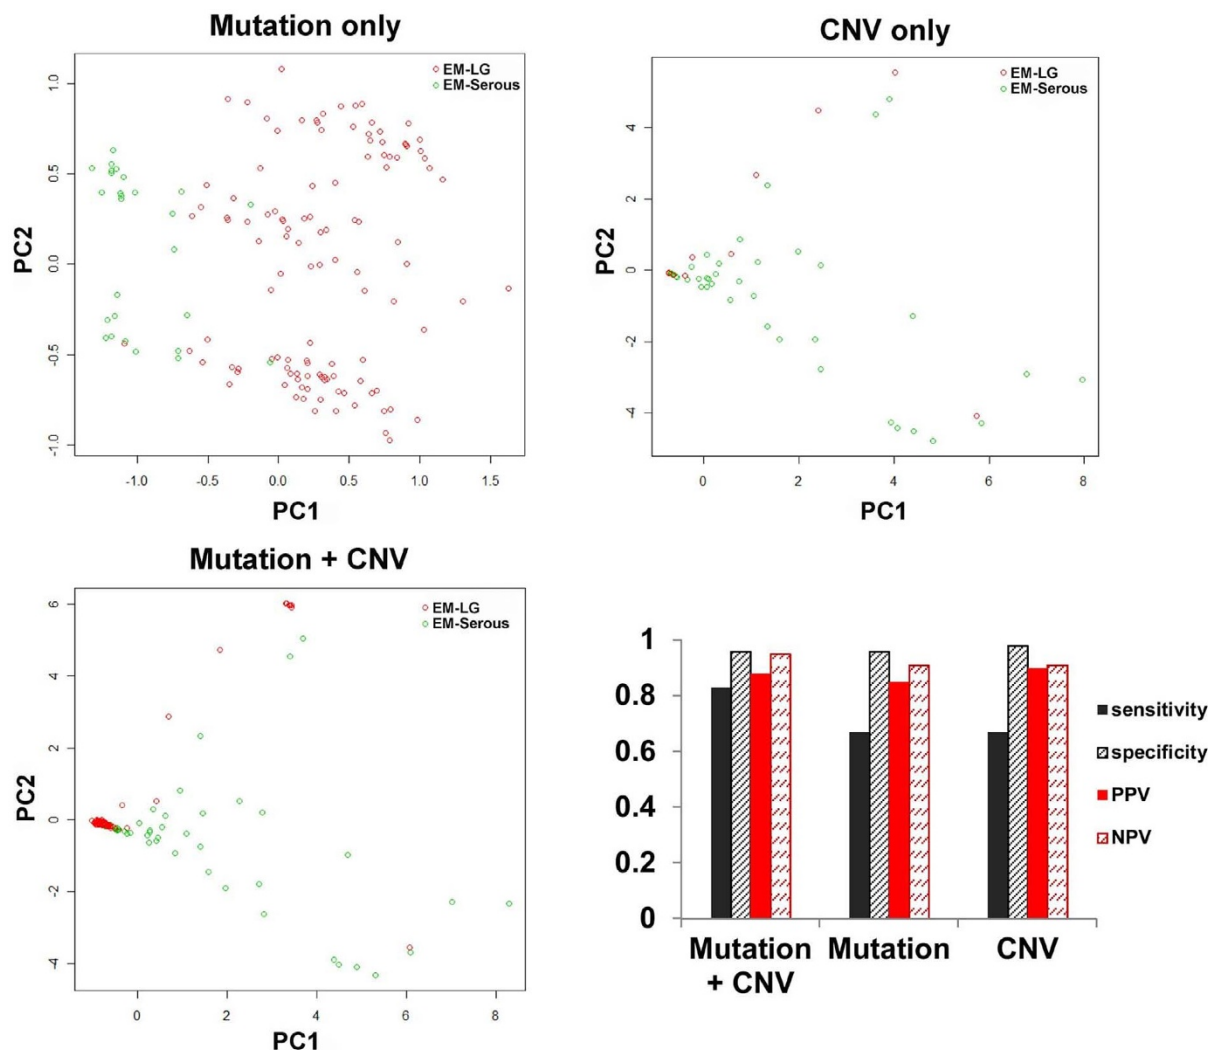 Mutation only
EM-LG
EM-Serous
1.0
0.5
0.0
-0.5
-1.0
PC2
-1.0 -0.5 0.0 0.5 1.0 1.5
PC1
CNV only
EM-LG
EM-Serous
4
2
0
-2
-4
PC2
0 2 4 6 8
PC1
Mutation + CNV
EM-LG
EM-Serous
6
4
2
0
-2
-4
PC2
0 2 4 6 8
PC1
1
0.8
0.6
0.4
0.2
0
sensitivity
specificity
PPV
NPV
Mutation Mutation CNV
+ CNV